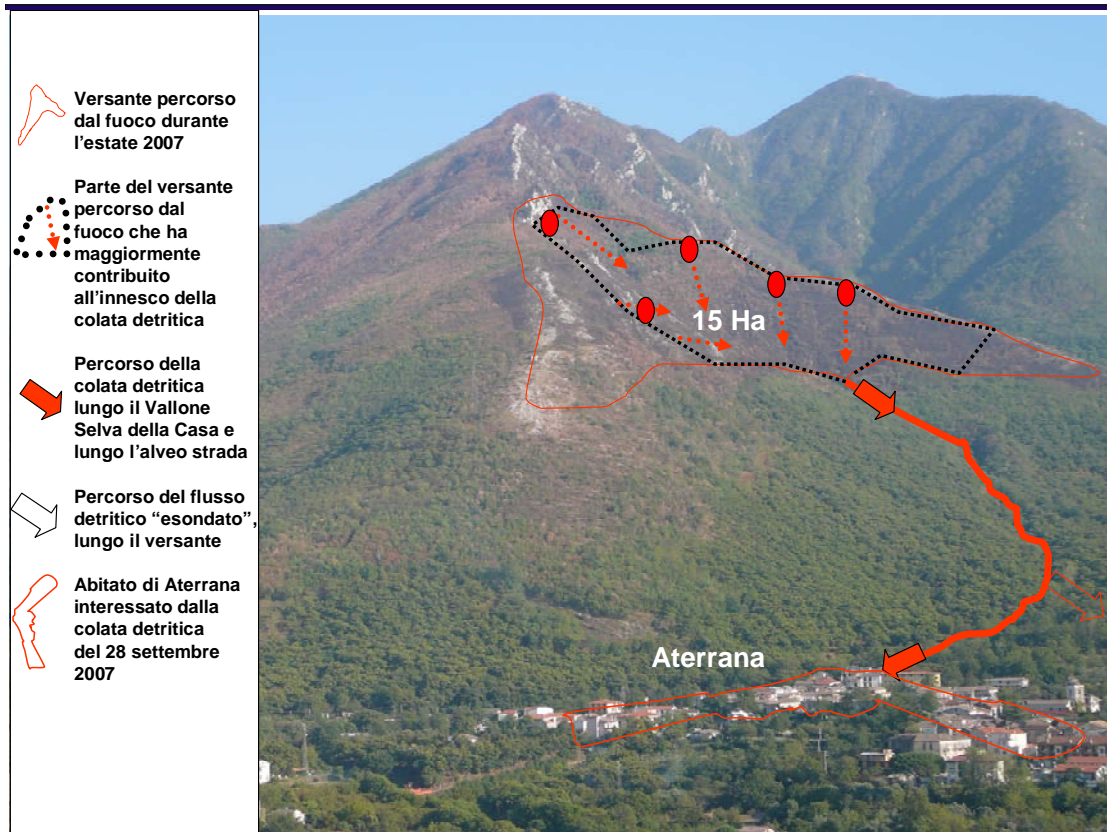 Versante percorso
dal fuoco durante
l'estate 2007
Parte del versante
percorso dal
fuoco che ha
maggiormente
contribuito
all'innesco della
colata detritica
Percorso della
colata detritica
lungo il Vallone
Selva della Casa e
lungo l'alveo strada
Percorso del flusso
detritico “esondato”,
lungo il versante
Abitato di Aterrana
interessato dalla
colata detritica
del 28 settembre
2007
15 Ha
Aterrana